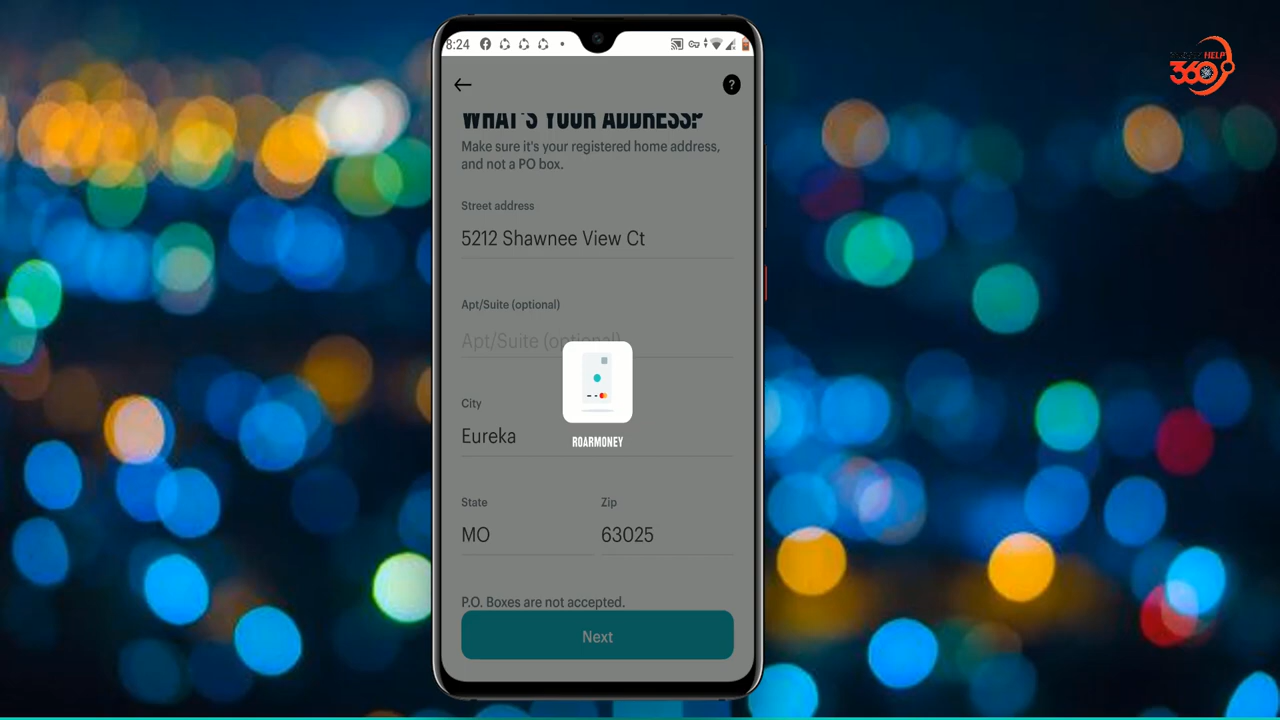 8:24
HELP
360
WHAT'S YOUR ADDRESS?
Make sure it's your registered home address,
and not a PO box.
Street address
5212 Shawnee View Ct
Apt/Suite (optional)
Apt/Suite (optional)
City
Eureka
ROARMONEY
State Zip
MO 63025
P.O. Boxes are not accepted.
Next